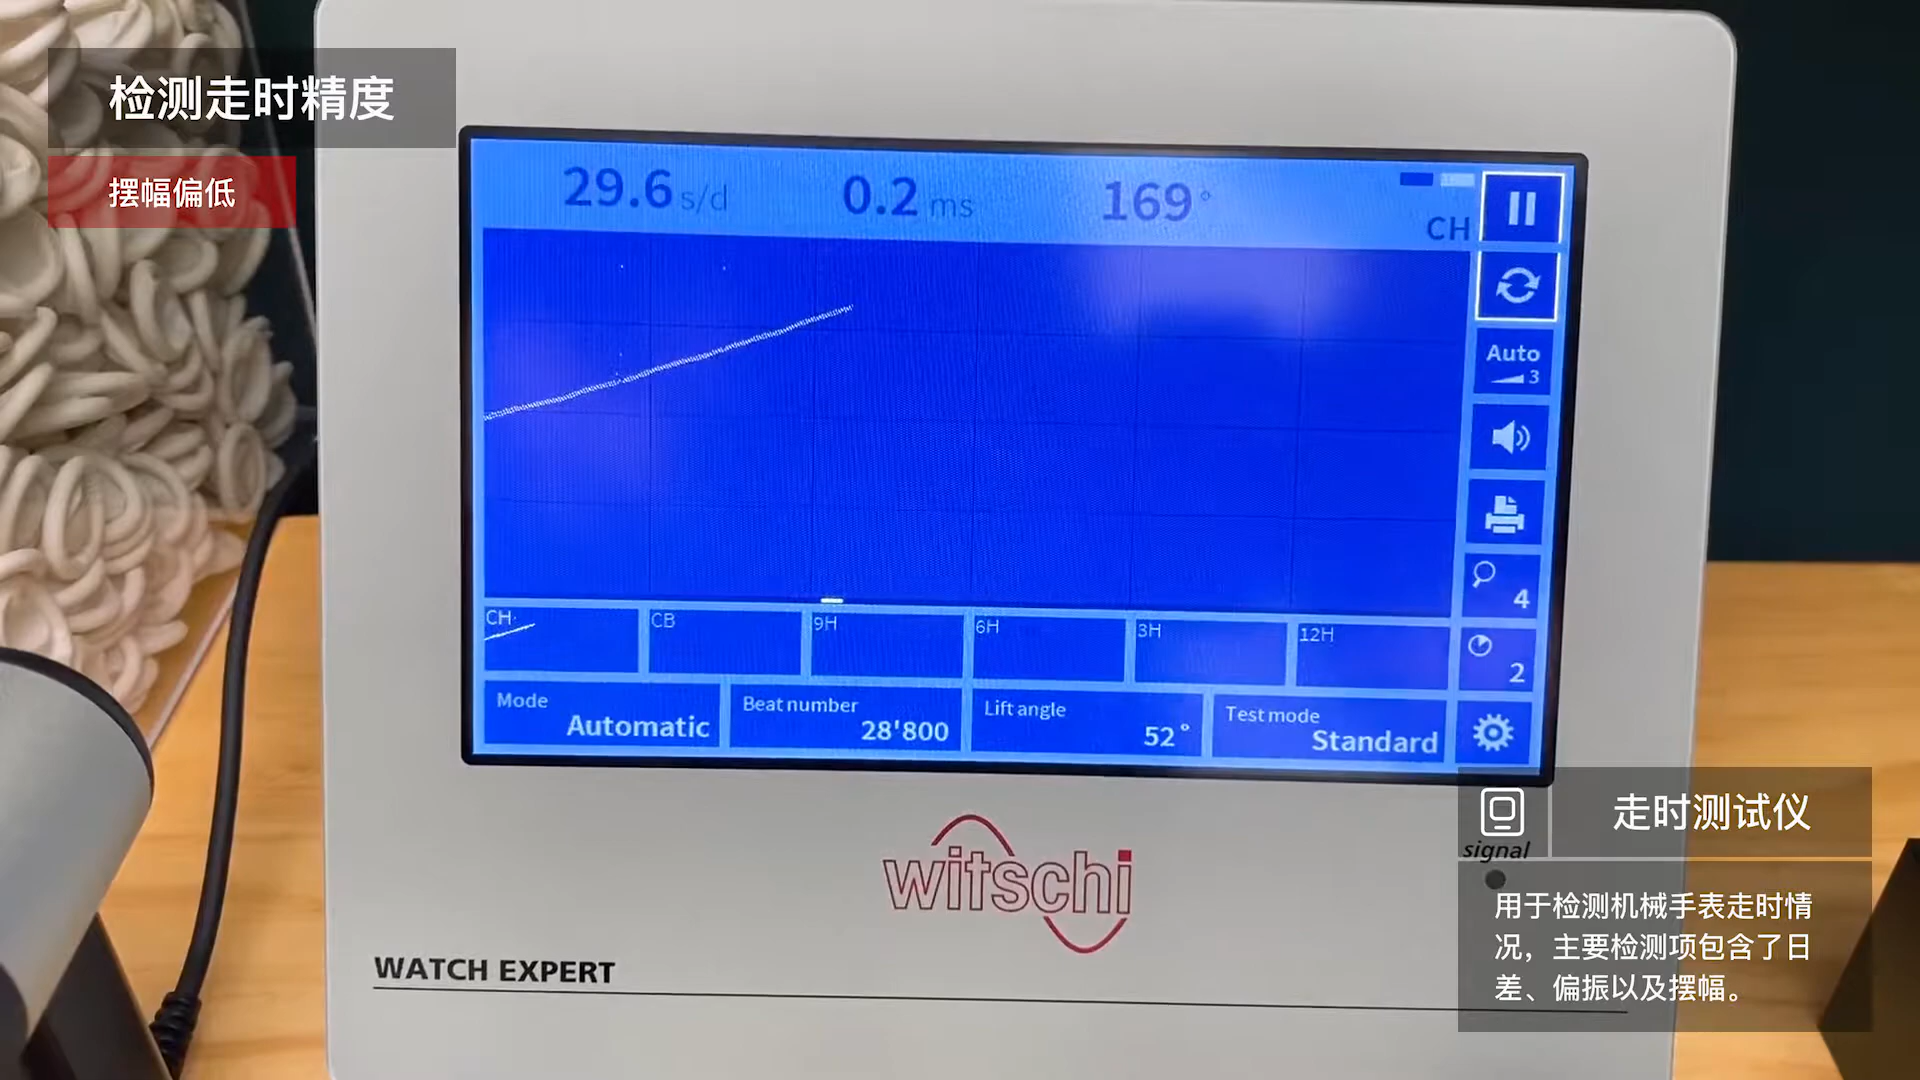 检测走时精度
摆幅偏低
29.6 s/d
0.2 ms
169°
CH
Auto
3
4
2
CH
CB
9H
6H
3H
12H
Mode
Automatic
Beat number
28'800
Lift angle
52°
Test mode
Standard
witschi
WATCH EXPERT
signal
走时测试仪
用于检测机械手表走时情
况，主要检测项包含了日
差、偏振以及摆幅。